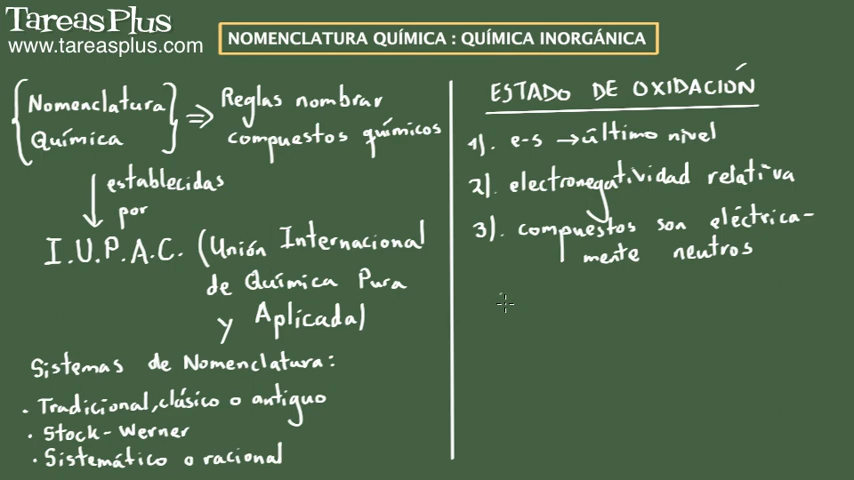 TAREASPLUS
www.tareasplus.com
NOMENCLATURA QUÍMICA : QUÍMICA INORGÁNICA
Nomenclatura
Química
⇒ Reglas nombrar
compuestos químicos
establecidas
por
I.U.P.A.C. (Unión Internacional
de Química Pura
y Aplicada)
Sistemas de Nomenclatura:
· Tradicional, clásico o antiguo
· Stock-Werner
· Sistemático o racional
ESTADO DE OXIDACIÓN
1). e-s → último nivel
2). electronegatividad relativa
3). compuestos son eléctrica-
mente neutros